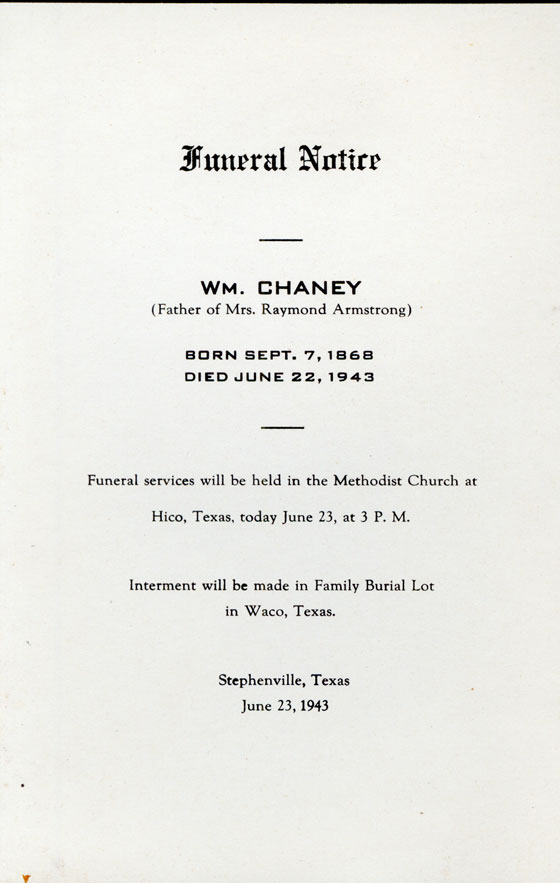 Funeral Notice
WM. CHANEY
(Father of Mrs. Raymond Armstrong)
BORN SEPT. 7, 1868
DIED JUNE 22, 1943
Funeral services will be held in the Methodist Church at
Hico, Texas, today June 23, at 3 P. M.
Interment will be made in Family Burial Lot
in Waco, Texas.
Stephenville, Texas
June 23, 1943